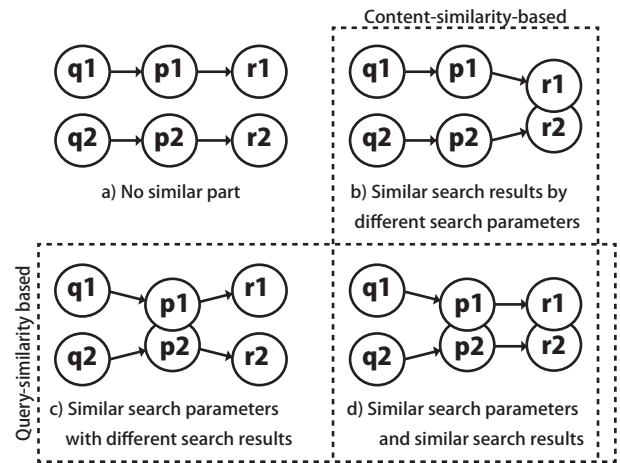 Content-similarity-based
q1 p1 r1
q2 p2 r2
a) No similar part
q1 p1 r1
q2 p2 r2
b) Similar search results by
different search parameters
Query-similarity based
q1 p1 r1
q2 p2 r2
c) Similar search parameters
with different search results
q1 p1 r1
q2 p2 r2
d) Similar search parameters
and similar search results